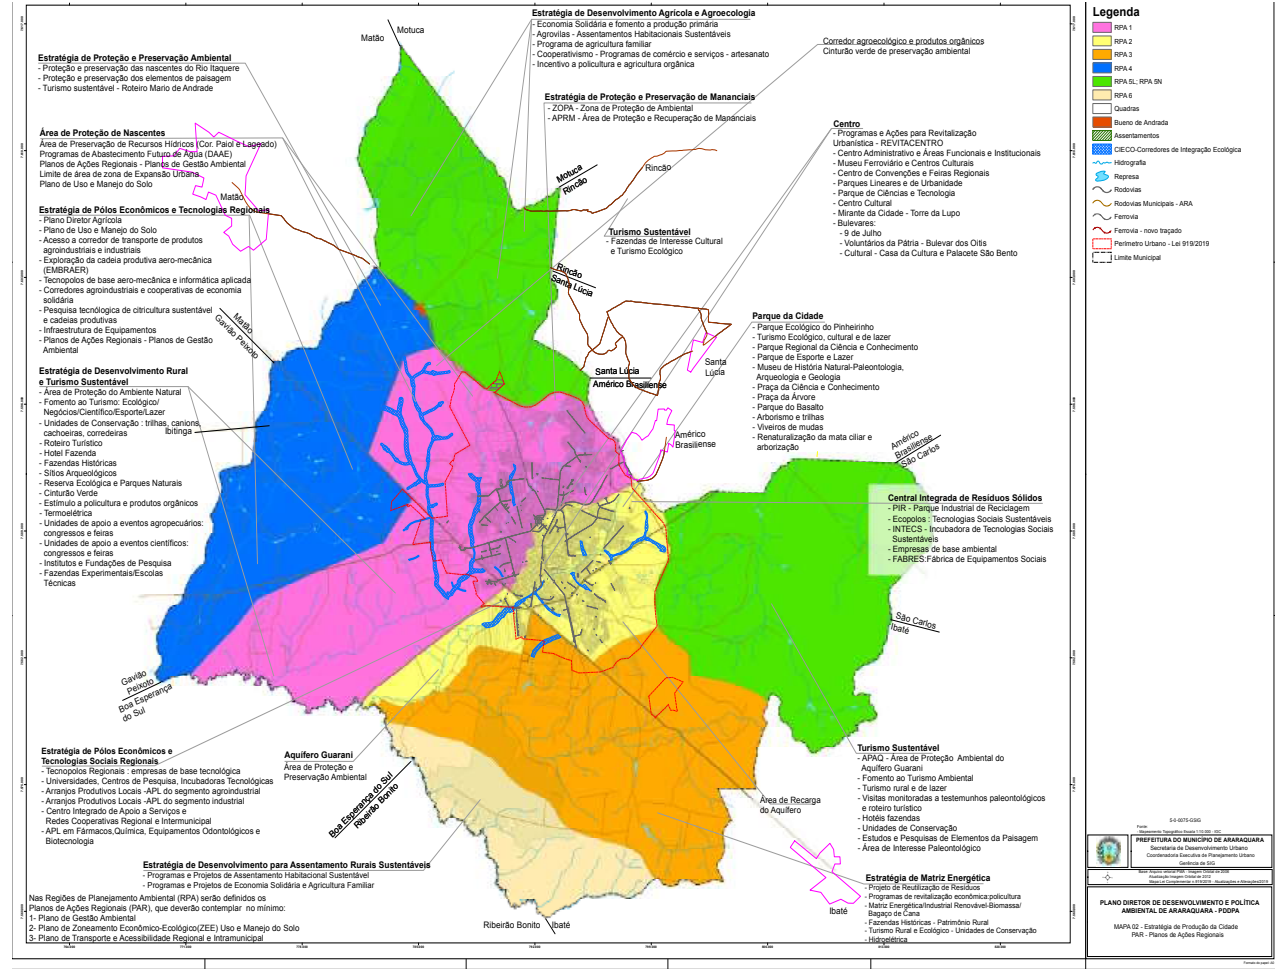 Estratégia de Proteção e Preservação Ambiental
- Proteção e preservação das nascentes do Rio Itaquere
- Proteção e preservação dos elementos de paisagem
- Turismo sustentável - Roteiro Mario de Andrade
Área de Proteção de Nascentes
Área de Preservação de Recursos Hídricos (Cor. Paiol e Lageado)
Programas de Abastecimento Futuro de Água (DAAE)
Planos de Ações Regionais - Planos de Gestão Ambiental
Limite de área de zona de Expansão Urbana
Plano de Uso e Manejo do Solo
Estratégia de Pólos Econômicos e Tecnologias Regionais
- Plano Diretor Agrícola
- Plano de Uso e Manejo do Solo
- Acesso a corredor de transporte de produtos
agroindustriais e industriais
- Exploração da cadeia produtiva aero-mecânica
(EMBRAER)
- Tecnopolos de base aero-mecânica e informática aplicada
- Corredores agroindustriais e cooperativas de economia
solidária
- Pesquisa tecnológica de citricultura sustentável
e cadeias produtivas
- Infraestrutura de Equipamentos
- Planos de Ações Regionais - Planos de Gestão
Ambiental
Estratégia de Desenvolvimento Rural
e Turismo Sustentável
- Área de Proteção do Ambiente Natural
- Fomento ao Turismo: Ecológico/
Negócios/Científico/Esporte/Lazer
- Unidades de Conservação : trilhas, canions,
cachoeiras, corredeiras
- Roteiro Turístico
- Hotel Fazenda
- Fazendas Históricas
- Sítios Arqueológicos
- Reserva Ecológica e Parques Naturais
- Cinturão Verde
- Estímulo a policultura e produtos orgânicos
- Termoelétrica
- Unidades de apoio a eventos agropecuários:
congressos e feiras
- Unidades de apoio a eventos científicos:
congressos e feiras
- Institutos e Fundações de Pesquisa
- Fazendas Experimentais/Escolas
Técnicas
Estratégia de Pólos Econômicos e
Tecnologias Sociais Regionais
- Tecnopolos Regionais : empresas de base tecnológica
- Universidades, Centros de Pesquisa, Incubadoras Tecnológicas
- Arranjos Produtivos Locais -APL do segmento agroindustrial
- Arranjos Produtivos Locais -APL do segmento industrial
- Centro Integrado de Apoio a Serviços e
Redes Cooperativas Regional e Intermunicipal
- APL em Fármacos,Química, Equipamentos Odontológicos e
Biotecnologia
Estratégia de Desenvolvimento para Assentamento Rurais Sustentáveis
- Programas e Projetos de Assentamento Habitacional Sustentável
- Programas e Projetos de Economia Solidária e Agricultura Familiar
Nas Regiões de Planejamento Ambiental (RPA) serão definidos os
Planos de Ações Regionais (PAR), que deverão contemplar no mínimo:
1- Plano de Gestão Ambiental
2- Plano de Zoneamento Econômico-Ecológico(ZEE) Uso e Manejo do Solo
3- Plano de Transporte e Acessibilidade Regional e Intramunicipal
Matão
Motuca
Matão
Matão
Gavião Peixoto
Ibitinga
Gavião
Peixoto
Boa Esperança
do Sul
Aquífero Guarani
Área de Proteção e
Preservação Ambiental
Boa Esperança do Sul
Ribeirão Bonito
Ribeirão Bonito
Ibaté
Estratégia de Desenvolvimento Agrícola e Agroecologia
- Economia Solidária e fomento a produção primária
- Agrovilas - Assentamentos Habitacionais Sustentáveis
- Programa de agricultura familiar
- Cooperativismo - Programas de comércio e serviços - artesanato
- Incentivo a policultura e agricultura orgânica
Estratégia de Proteção e Preservação de Mananciais
- ZOPA - Zona de Proteção de Ambiental
- APRM - Área de Proteção e Recuperação de Mananciais
Motuca
Rincão
Rincão
Turismo Sustentável
- Fazendas de Interesse Cultural
e Turismo Ecológico
Rincão
Santa Lúcia
Santa Lúcia
Américo Brasiliense
Santa
Lúcia
Américo
Brasiliense
Corredor agroecológico e produtos orgânicos
Cinturão verde de preservação ambiental
Centro
- Programas e Ações para Revitalização
Urbanística - REVITACENTRO
- Centro Administrativo e Áreas Funcionais e Institucionais
- Museu Ferroviário e Centros Culturais
- Centro de Convenções e Feiras Regionais
- Parques Lineares e de Urbanidade
- Parque de Ciências e Tecnologia
- Centro Cultural
- Mirante da Cidade - Torre da Lupo
- Bulevares:
- 9 de Julho
- Voluntários da Pátria - Bulevar dos Oitis
- Cultural - Casa da Cultura e Palacete São Bento
Parque da Cidade
- Parque Ecológico do Pinheirinho
- Turismo Ecológico, cultural e de lazer
- Parque Regional da Ciência e Conhecimento
- Parque de Esporte e Lazer
- Museu de História Natural-Paleontologia,
Arqueologia e Geologia
- Praça da Ciência e Conhecimento
- Praça da Árvore
- Parque do Basalto
- Arborismo e trilhas
- Viveiros de mudas
- Renaturalização da mata ciliar e
arborização
Américo
Brasiliense
São Carlos
Central Integrada de Resíduos Sólidos
- PIR - Parque Industrial de Reciclagem
- Ecopolos : Tecnologias Sociais Sustentáveis
- INTECS - Incubadora de Tecnologias Sociais
Sustentáveis
- Empresas de base ambiental
- FABRES:Fábrica de Equipamentos Sociais
São Carlos
Ibaté
Turismo Sustentável
- APAQ - Área de Proteção Ambiental do
Aquífero Guarani
- Fomento ao Turismo Ambiental
- Turismo rural e de lazer
- Visitas monitoradas a testemunhos paleontológicos
e roteiro turístico
- Hotéis fazendas
- Unidades de Conservação
- Estudos e Pesquisas de Elementos da Paisagem
- Área de Interesse Paleontológico
Área de Recarga
do Aquífero
Ibaté
Estratégia de Matriz Energética
- Projeto de Reutilização de Resíduos
- Programas de revitalização econômica:policultura
- Matriz Energética/Industrial Renovável-Biomassa/
Bagaço de Cana
- Fazendas Históricas - Patrimônio Rural
- Turismo Rural e Ecológico - Unidades de Conservação
- Hidroelétrica
Legenda
RPA 1
RPA 2
RPA 3
RPA 4
RPA 5L; RPA 5N
RPA 6
Quadras
Bueno de Andrada
Assentamentos
CIECO-Corredores de Integração Ecológica
Hidrografia
Represa
Rodovias
Rodovias Municipais - ARA
Ferrovia
Ferrovia - novo traçado
Perímetro Urbano - Lei 919/2019
Limite Municipal
PREFEITURA DO MUNICÍPIO DE ARARAQUARA
Secretaria de Desenvolvimento Urbano
Coordenadoria Executiva de Planejamento Urbano
Gerência de SIG
PLANO DIRETOR DE DESENVOLVIMENTO E POLÍTICA
AMBIENTAL DE ARARAQUARA - PDDPA
MAPA 02 - Estratégia de Produção da Cidade
PAR - Planos de Ações Regionais